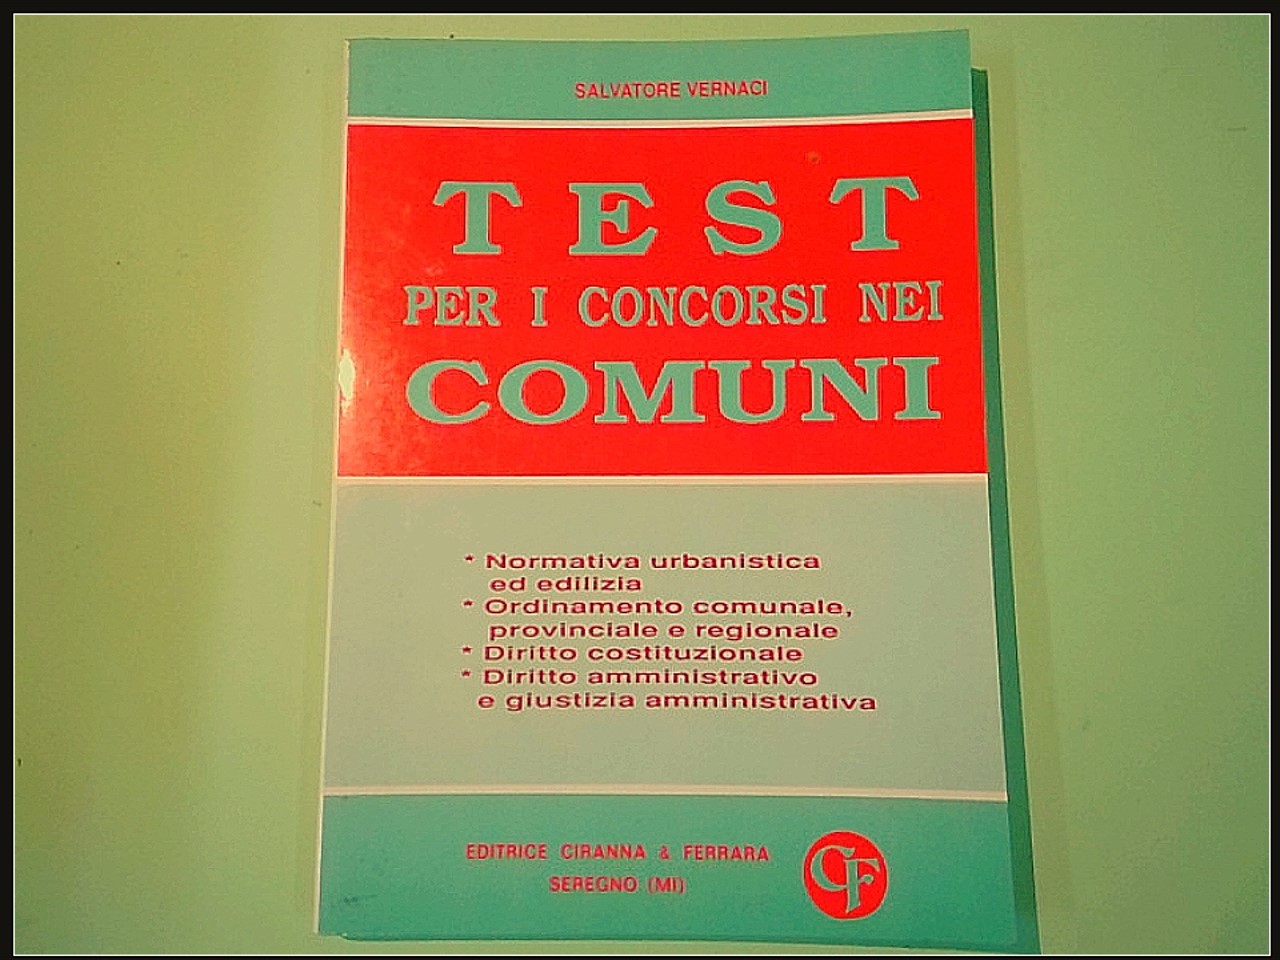 SALVATORE VERNACI
TEST
PER I CONCORSI NEI
COMUNI
* Normativa urbanistica
ed edilizia
* Ordinamento comunale,
provinciale e regionale
* Diritto costituzionale
* Diritto amministrativo
e giustizia amministrativa
EDITRICE CIRANNA & FERRARA
SEREGNO (MI)
CF